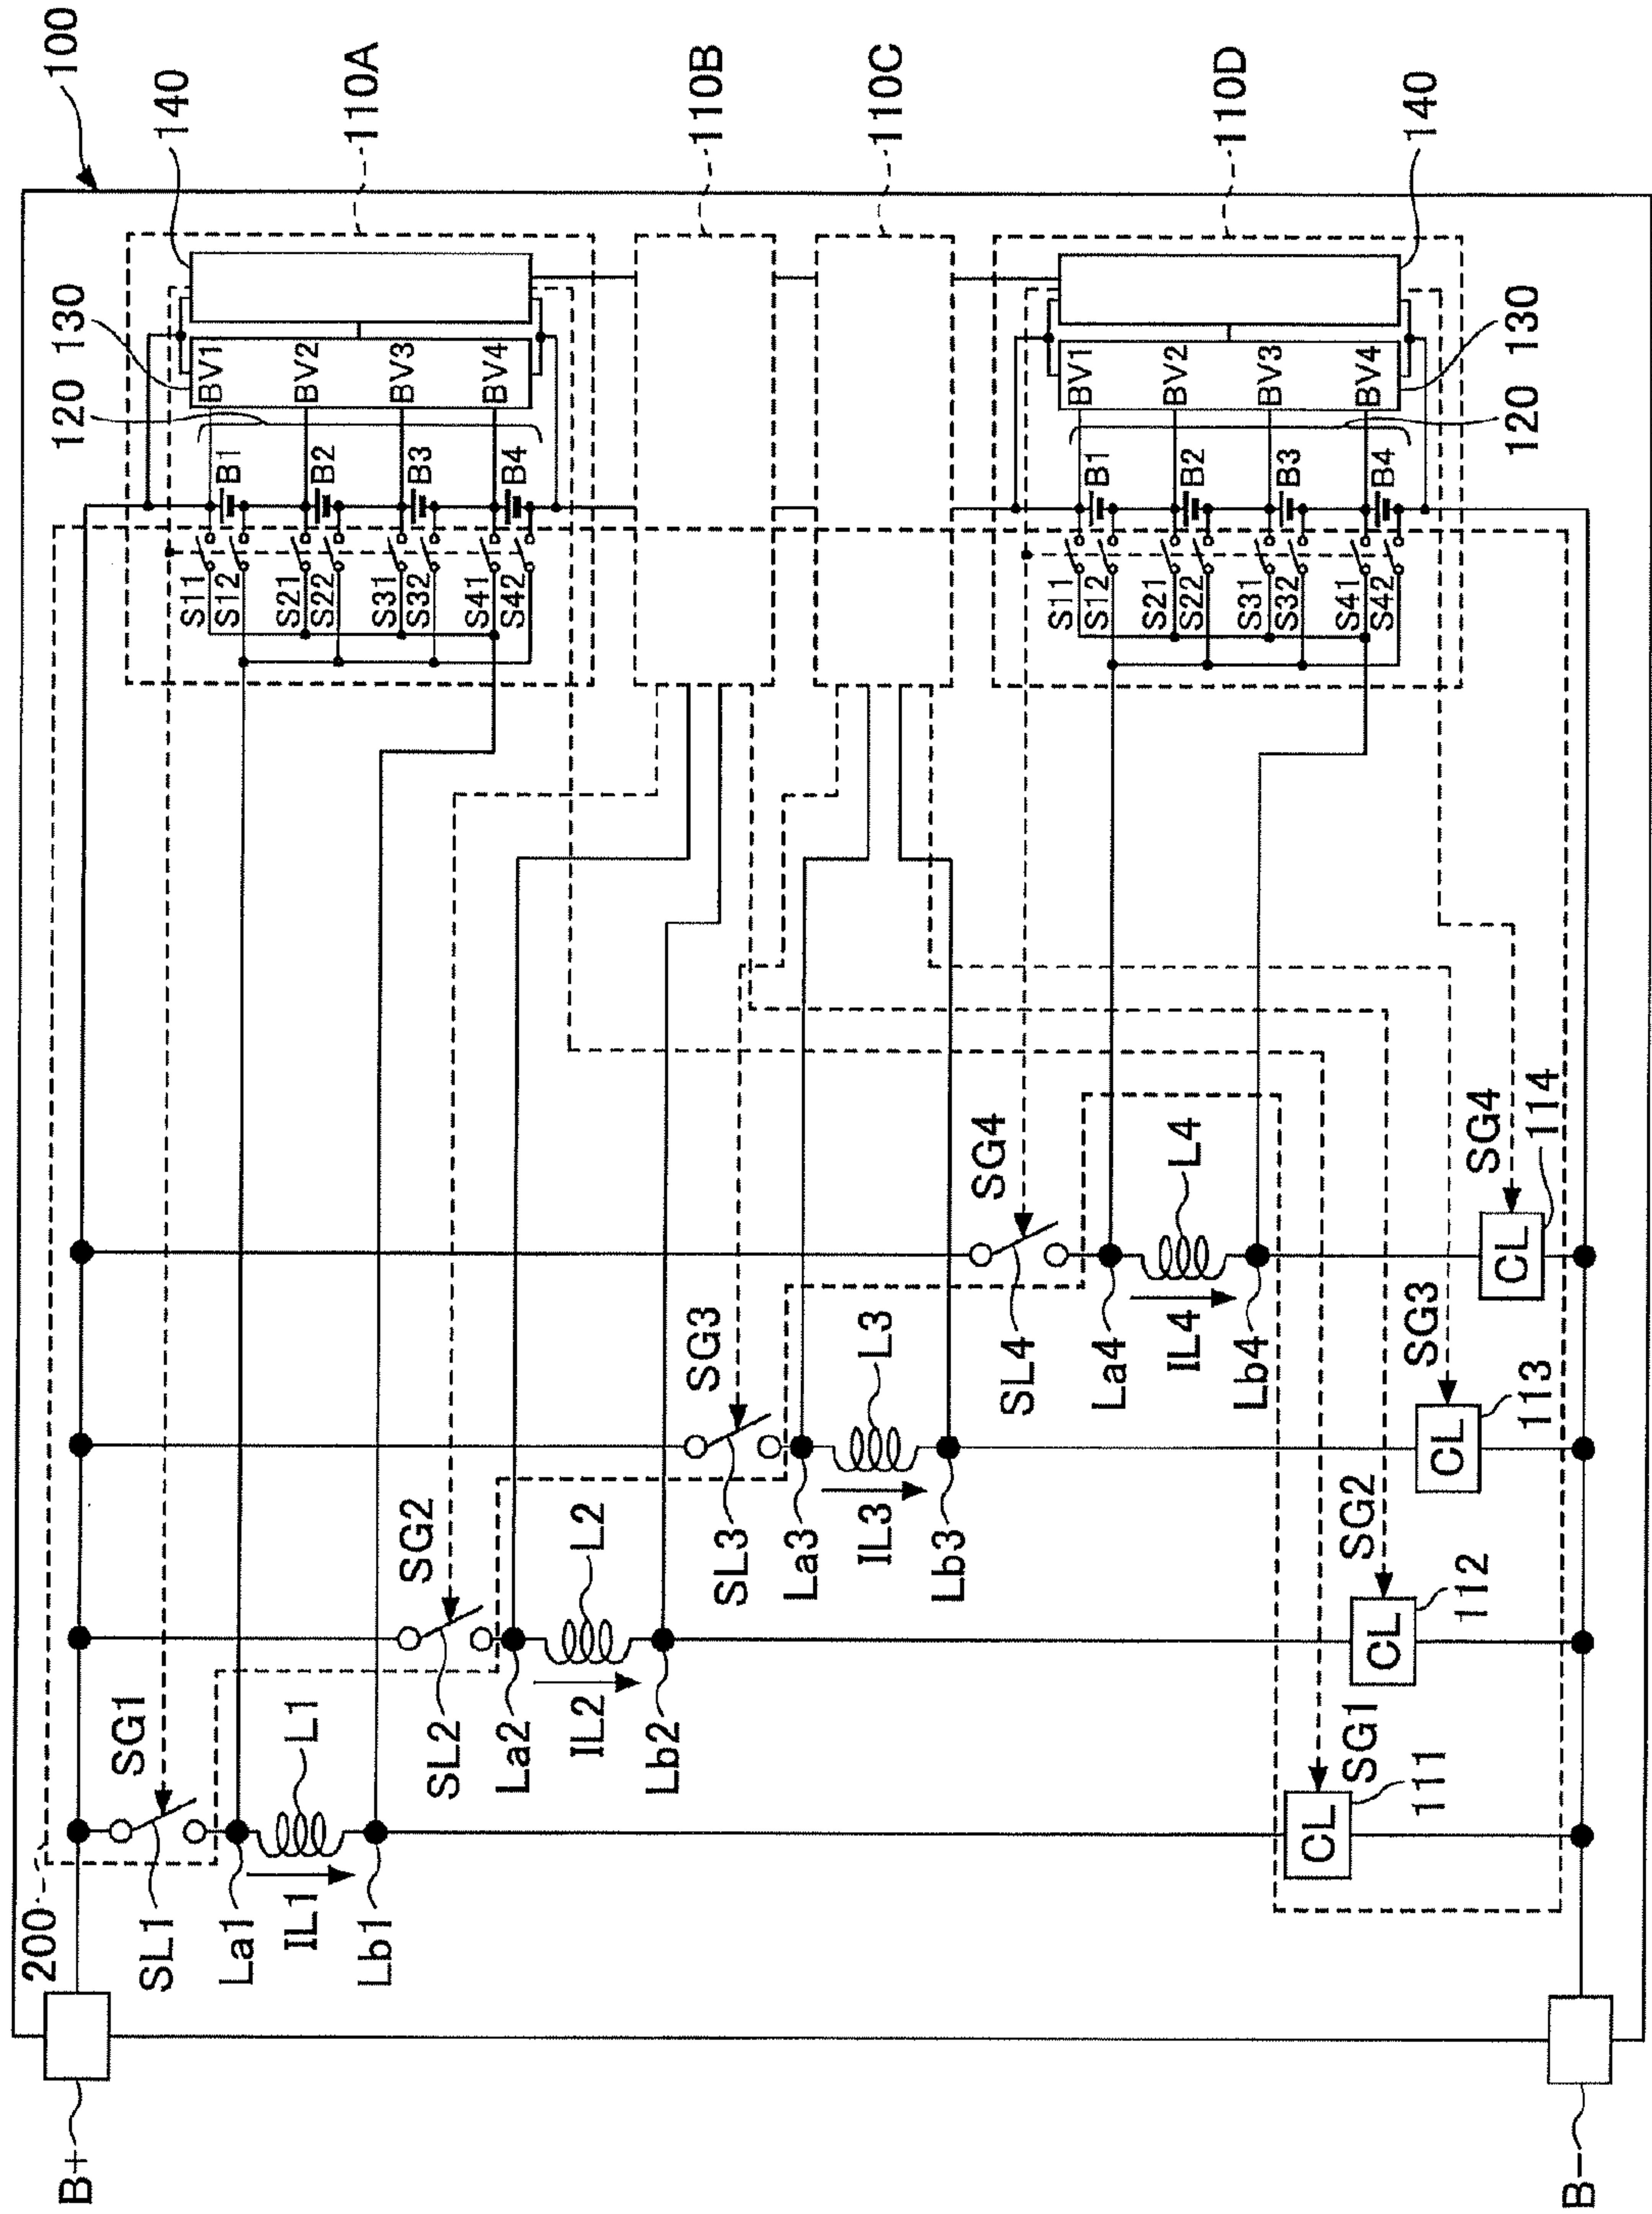 100
140
110A
110B
110C
110D
140
120
130
BV1
BV2
BV3
BV4
B1
B2
B3
B4
S11
S12
S21
S22
S31
S32
S41
S42
BV1
BV2
BV3
BV4
120
130
B1
B2
B3
B4
S11
S12
S21
S22
S31
S32
S41
S42
200
SG1
SL1
La1
L1
IL1
Lb1
SG2
SL2
La2
L2
IL2
Lb2
SG3
SL3
La3
L3
IL3
Lb3
SG4
SL4
La4
L4
IL4
Lb4
SG1
CL
111
SG2
CL
112
SG3
CL
113
SG4
CL
114
B+
B−